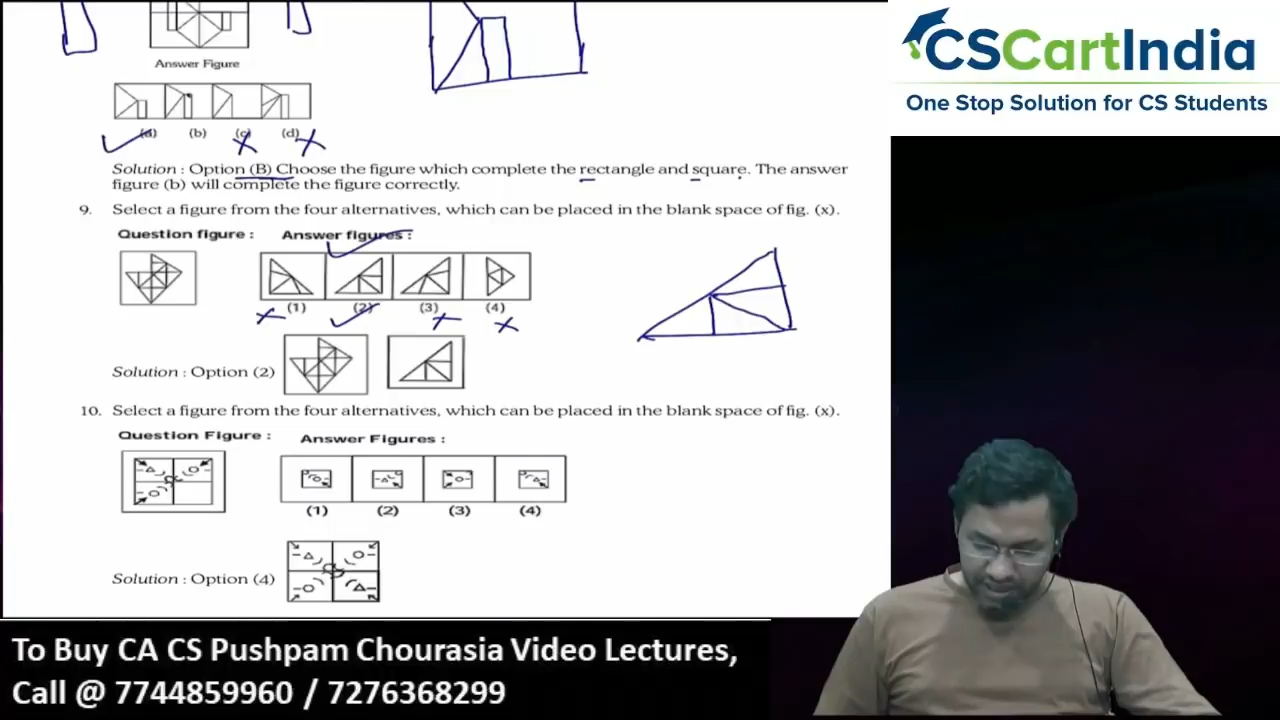 CSCartIndia
One Stop Solution for CS Students
Answer Figure
(a) (b) (c) (d)
Solution : Option (B) Choose the figure which complete the rectangle and square. The answer
figure (b) will complete the figure correctly.
9. Select a figure from the four alternatives, which can be placed in the blank space of fig. (x).
Question figure : Answer figures :
(1) (2) (3) (4)
Solution : Option (2)
10. Select a figure from the four alternatives, which can be placed in the blank space of fig. (x).
Question Figure : Answer Figures :
(1) (2) (3) (4)
Solution : Option (4)
To Buy CA CS Pushpam Chourasia Video Lectures,
Call @ 7744859960 / 7276368299